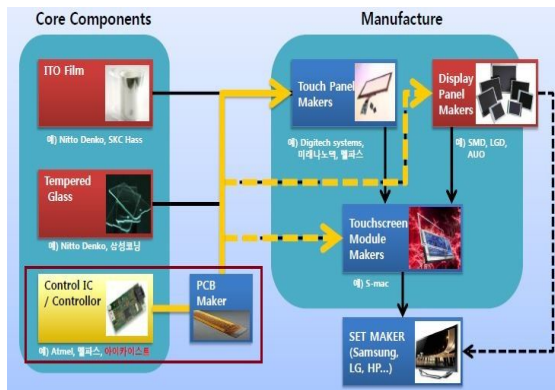 Core Components
Manufacture
ITO Film
예) Nitto Denko, SKC Hass
Tempered
Glass
예) Nitto Denko, 삼성코닝
Control IC
/ Controllor
예) Atmel, 멜파스, 아이카이스트
PCB
Maker
Touch Panel
Makers
예) Digitech systems,
미래나노텍, 멜파스
Display
Panel
Makers
예) SMD, LGD,
AUO
Touchscreen
Module
Makers
예) S-mac
SET MAKER
(Samsung,
LG, HP...)